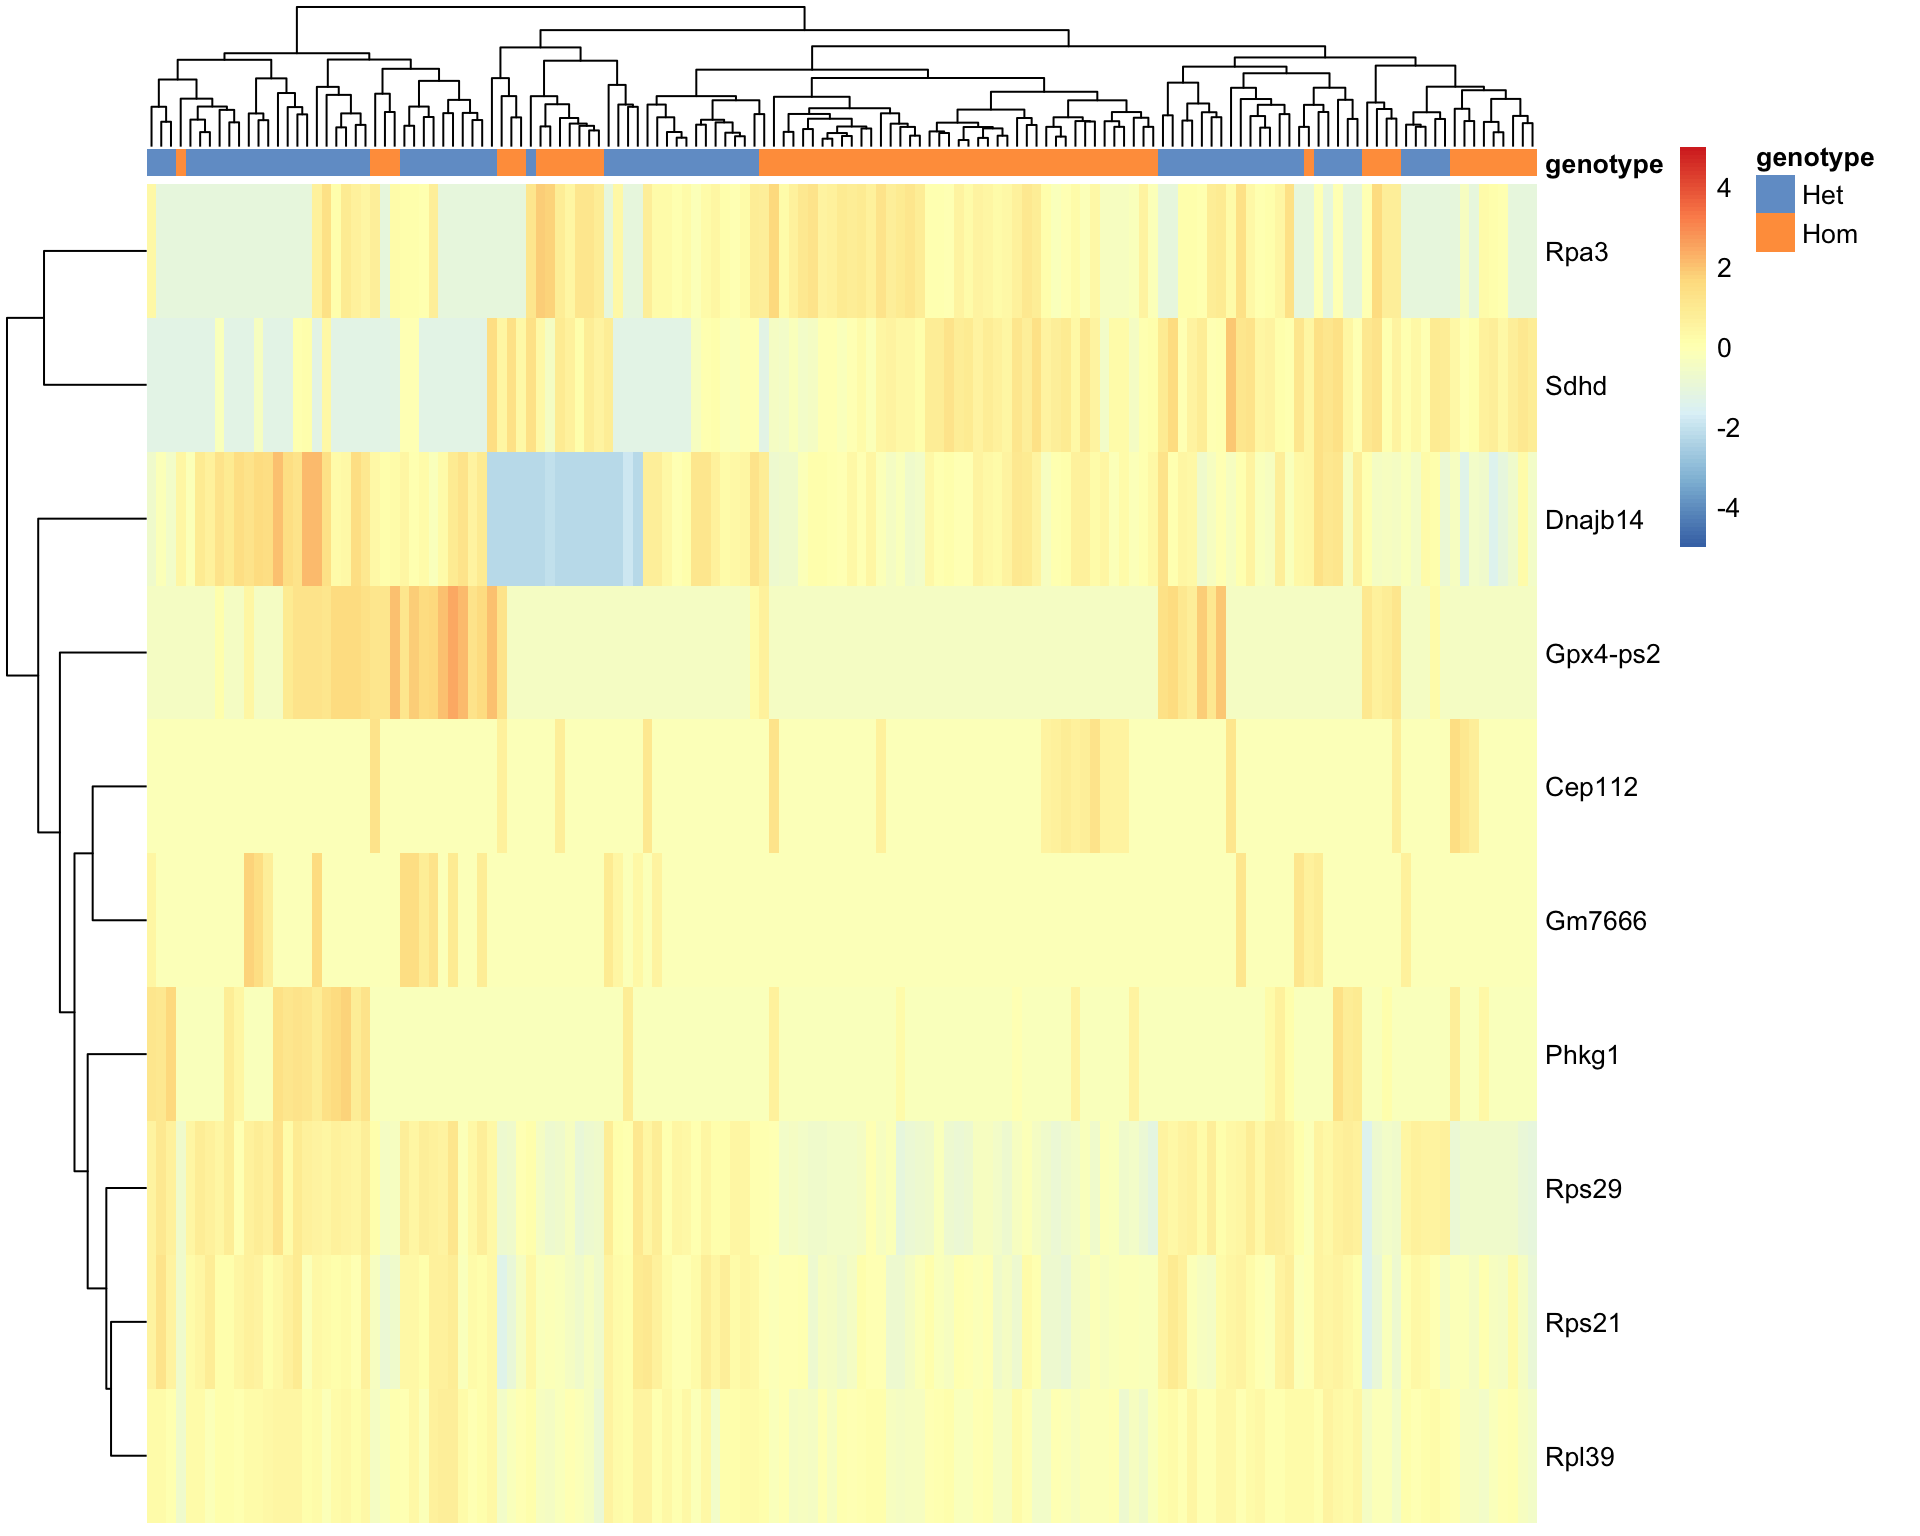 genotype
Rpa3
Sdhd
Dnajb14
Gpx4-ps2
Cep112
Gm7666
Phkg1
Rps29
Rps21
Rpl39
4
2
0
-2
-4
genotype
Het
Hom